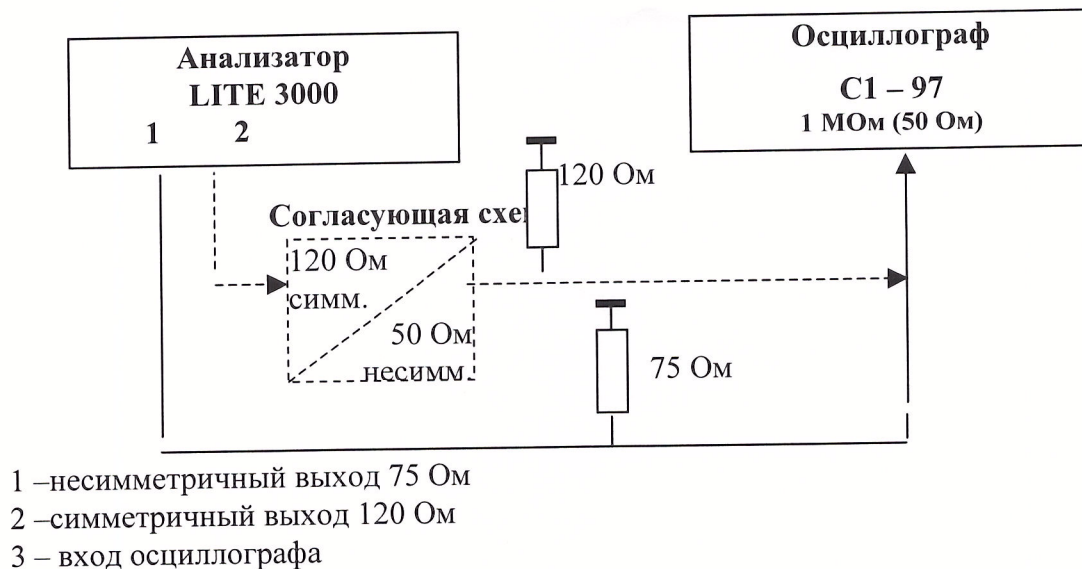 Анализатор
LITE 3000
1 2
Осциллограф
С1 – 97
1 МОм (50 Ом)
120 Ом
Согласующая схе
120 Ом
симм.
50 Ом
несимм.
75 Ом
1 –несимметричный выход 75 Ом
2 –симметричный выход 120 Ом
3 – вход осциллографа